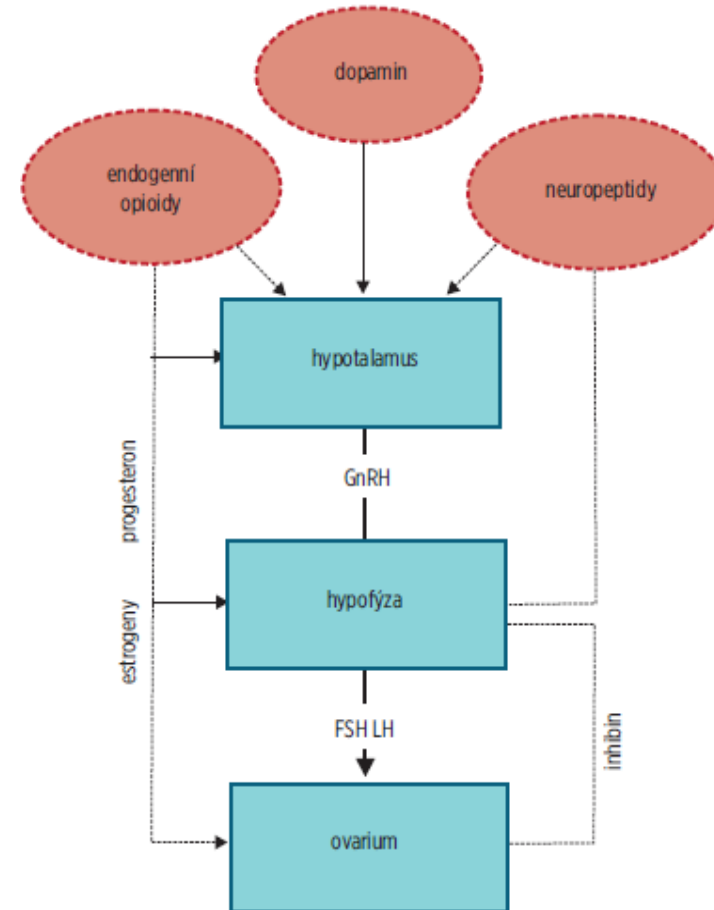 dopamin
endogenní
opioidy
neuropeptidy
hypotalamus
GnRH
progesteron
hypofýza
estrogeny
FSH LH
inhibin
ovarium